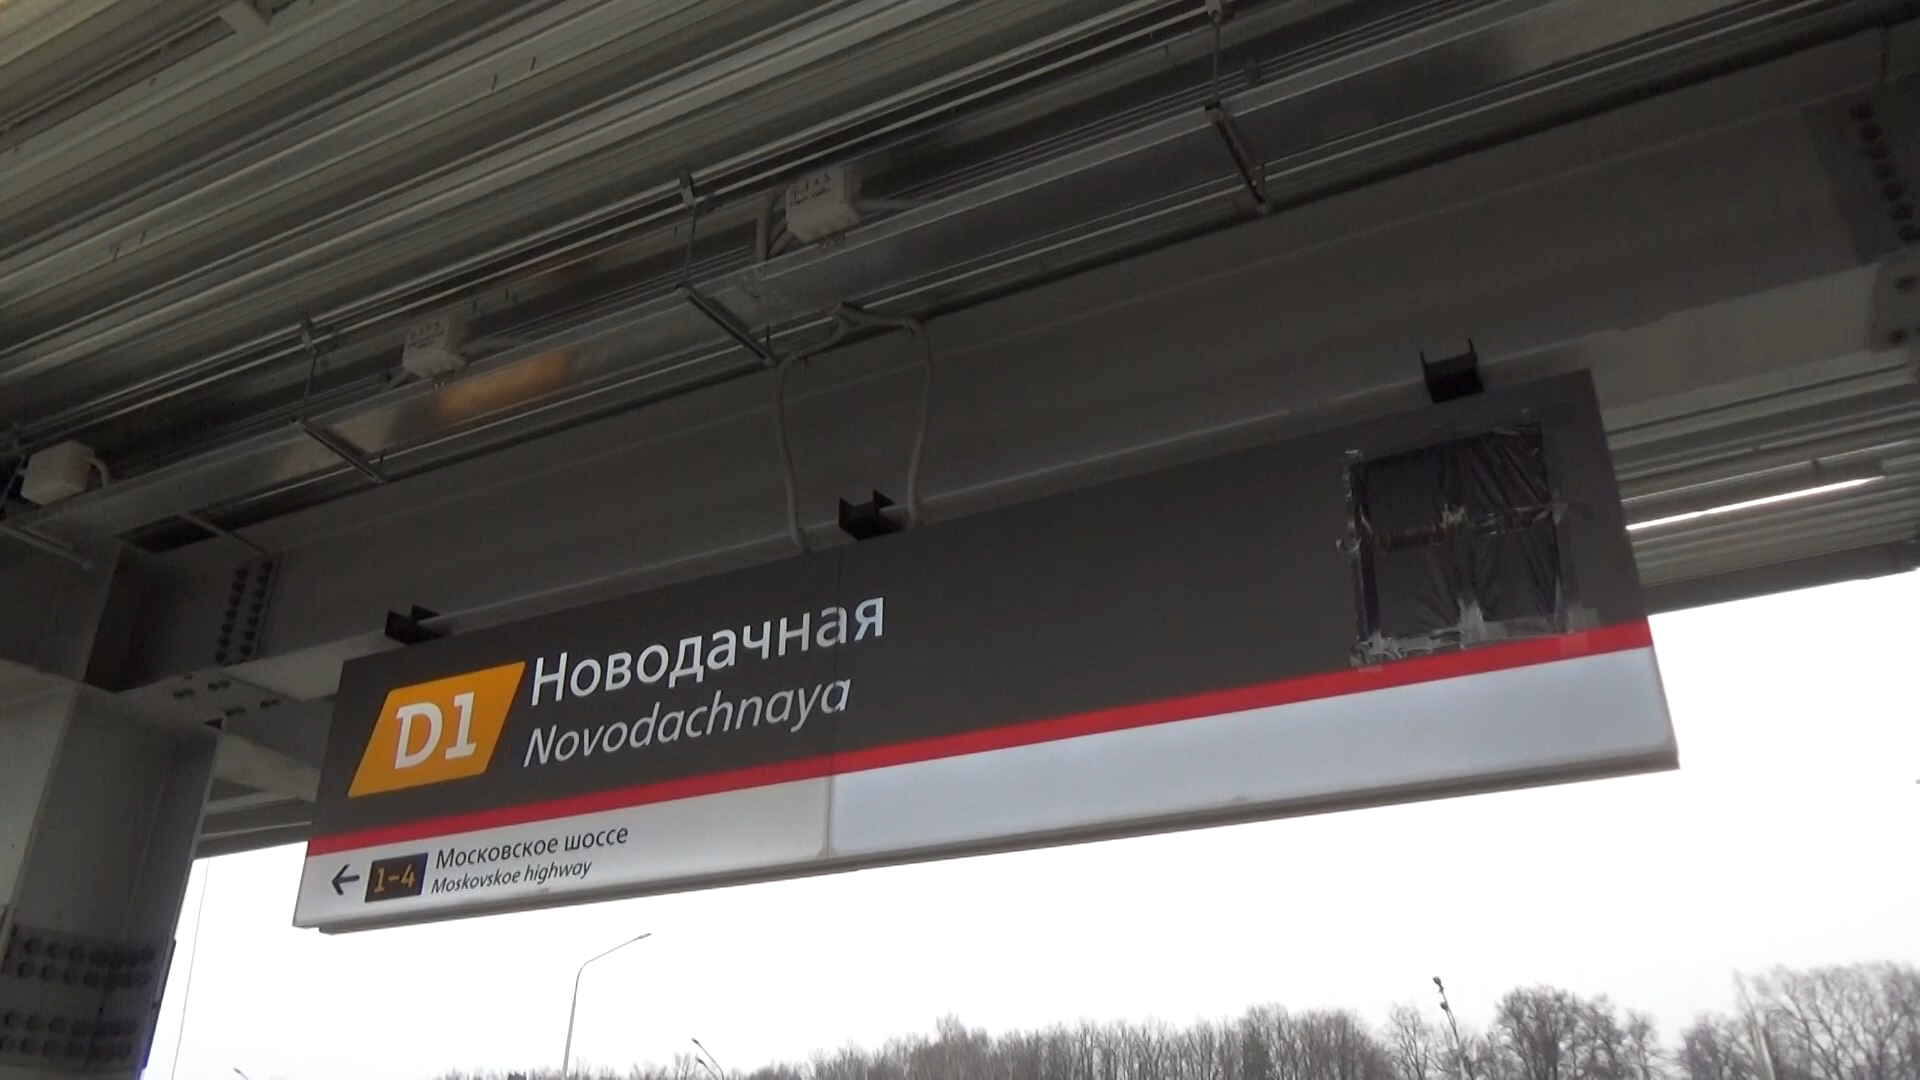 D1 Новодачная
Novodachnaya
← 1-4 Московское шоссе
Moskovskoe highway